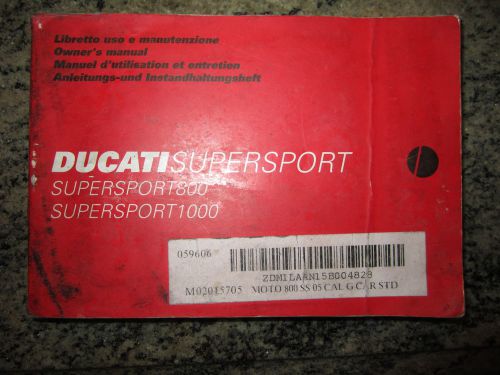 Libretto uso e manutenzione
Owner's manual
Manuel d'utilisation et entretien
Anleitungs-und Instandhaltungsheft
DUCATISUPERSPORT
SUPERSPORT800
SUPERSPORT1000
059606
ZDM1LAAN15B004828
M02015705 MOTO 800 SS 05 CAL G CAR STD